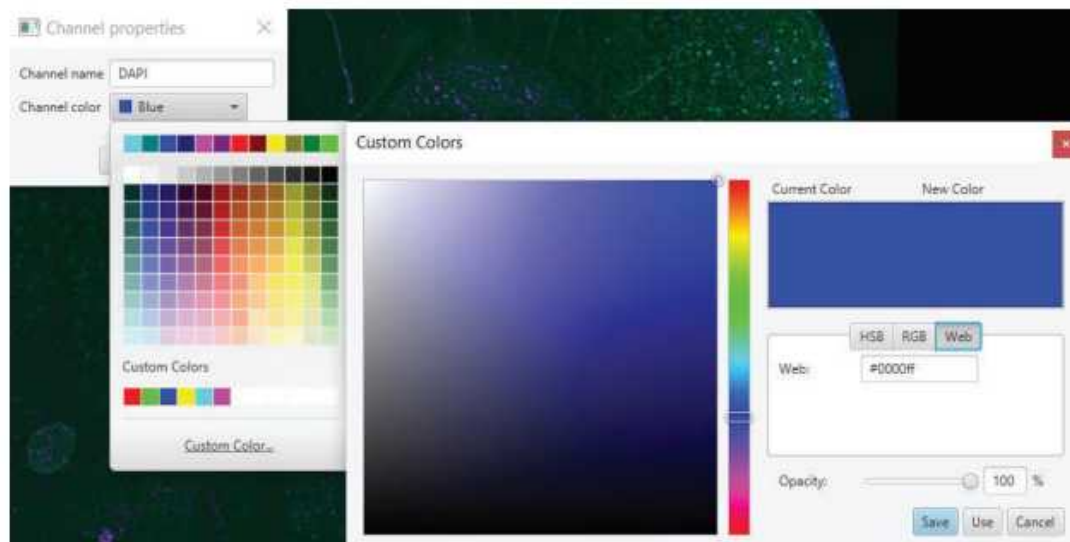 Channel properties
Channel name DAPI
Channel color Blue
Custom Colors
Custom Color...
Custom Colors
Current Color New Color
HSB RGB Web
Web: #0000ff
Opacity: 100 %
Save Use Cancel